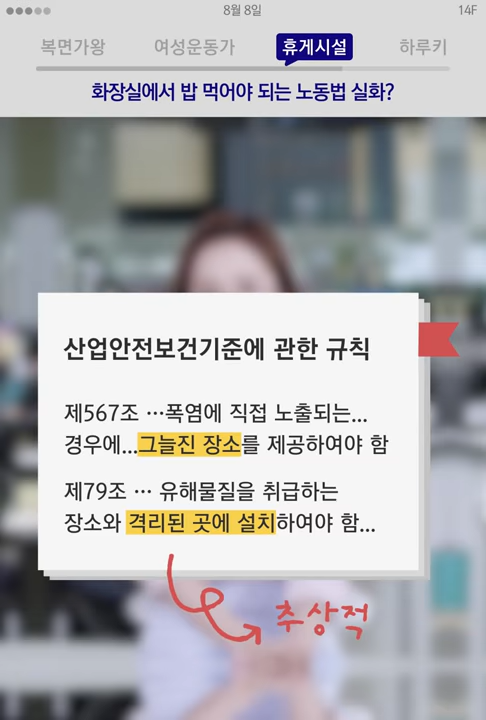 8월 8일
14F
복면가왕
여성운동가
휴게시설
하루키
화장실에서 밥 먹어야 되는 노동법 실화?
산업안전보건기준에 관한 규칙
제567조 …폭염에 직접 노출되는...
경우에...그늘진 장소를 제공하여야 함
제79조 … 유해물질을 취급하는
장소와 격리된 곳에 설치하여야 함...
추상적